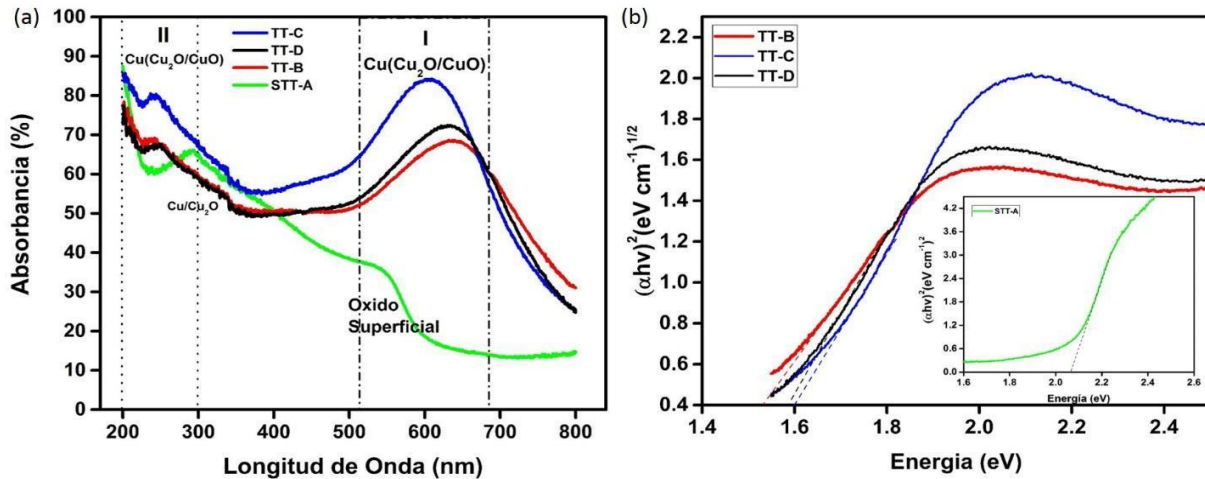 (a)
100
90
80
70
60
50
40
30
20
10
0
Absorbancia (%)
II
Cu(Cu2O/CuO)
TT-C
TT-D
TT-B
STT-A
I
Cu(Cu2O/CuO)
Cu/Cu2O
Oxido
Superficial
200 300 400 500 600 700 800
Longitud de Onda (nm)
(b)
2.2
2.0
1.8
1.6
1.4
1.2
1.0
0.8
0.6
0.4
(αhν)2(eV cm-1)1/2
TT-B
TT-C
TT-D
1.4 1.6 1.8 2.0 2.2 2.4
Energia (eV)
STT-A
4.2
3.6
3.0
2.4
1.8
1.2
0.6
0.0
(αhν)2(eV cm-1)2
1.6 1.8 2.0 2.2 2.4 2.6
Energía (eV)